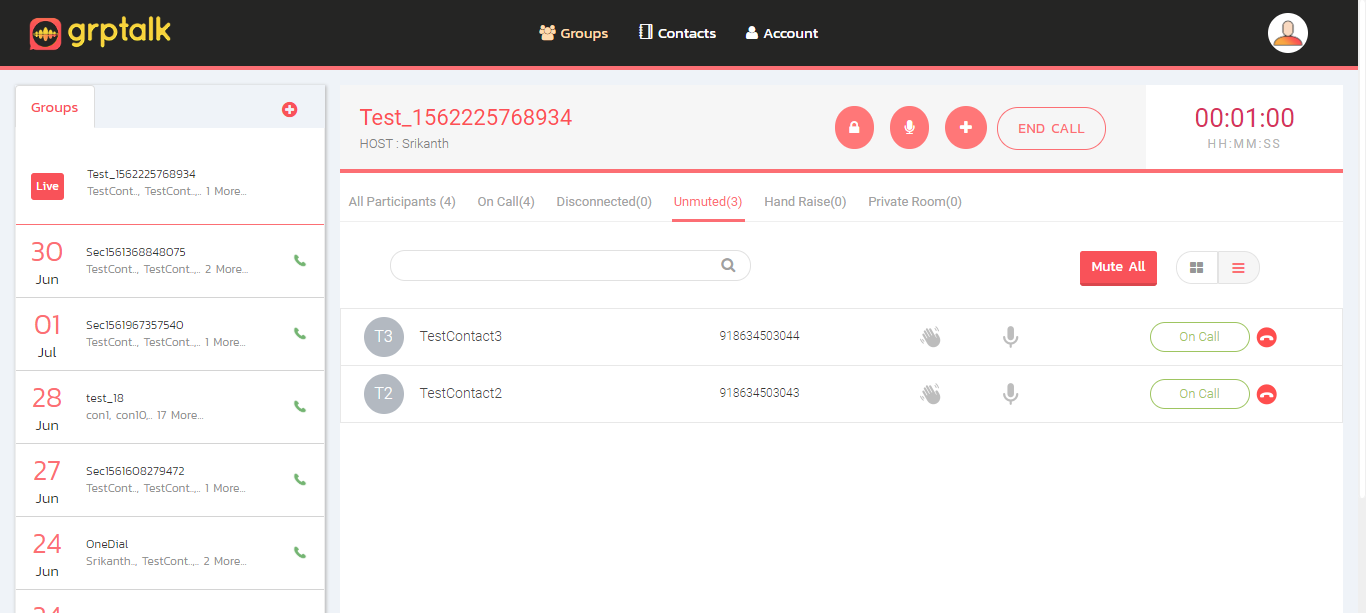 grptalk
Groups
Contacts
Account
Groups
Live
Test_1562225768934
TestCont.., TestCont..,.. 1 More...
30
Jun
Sec1561368848075
TestCont.., TestCont..,.. 2 More...
01
Jul
Sec1561967357540
TestCont.., TestCont..,.. 1 More...
28
Jun
test_18
con1, con10,.. 17 More...
27
Jun
Sec1561608279472
TestCont.., TestCont..,.. 1 More...
24
Jun
OneDial
Srikanth.., TestCont..,.. 2 More...
Test_1562225768934
HOST : Srikanth
END CALL
00:01:00
HH:MM:SS
All Participants (4)
On Call(4)
Disconnected(0)
Unmuted(3)
Hand Raise(0)
Private Room(0)
Mute All
T3
TestContact3
918634503044
On Call
T2
TestContact2
918634503043
On Call